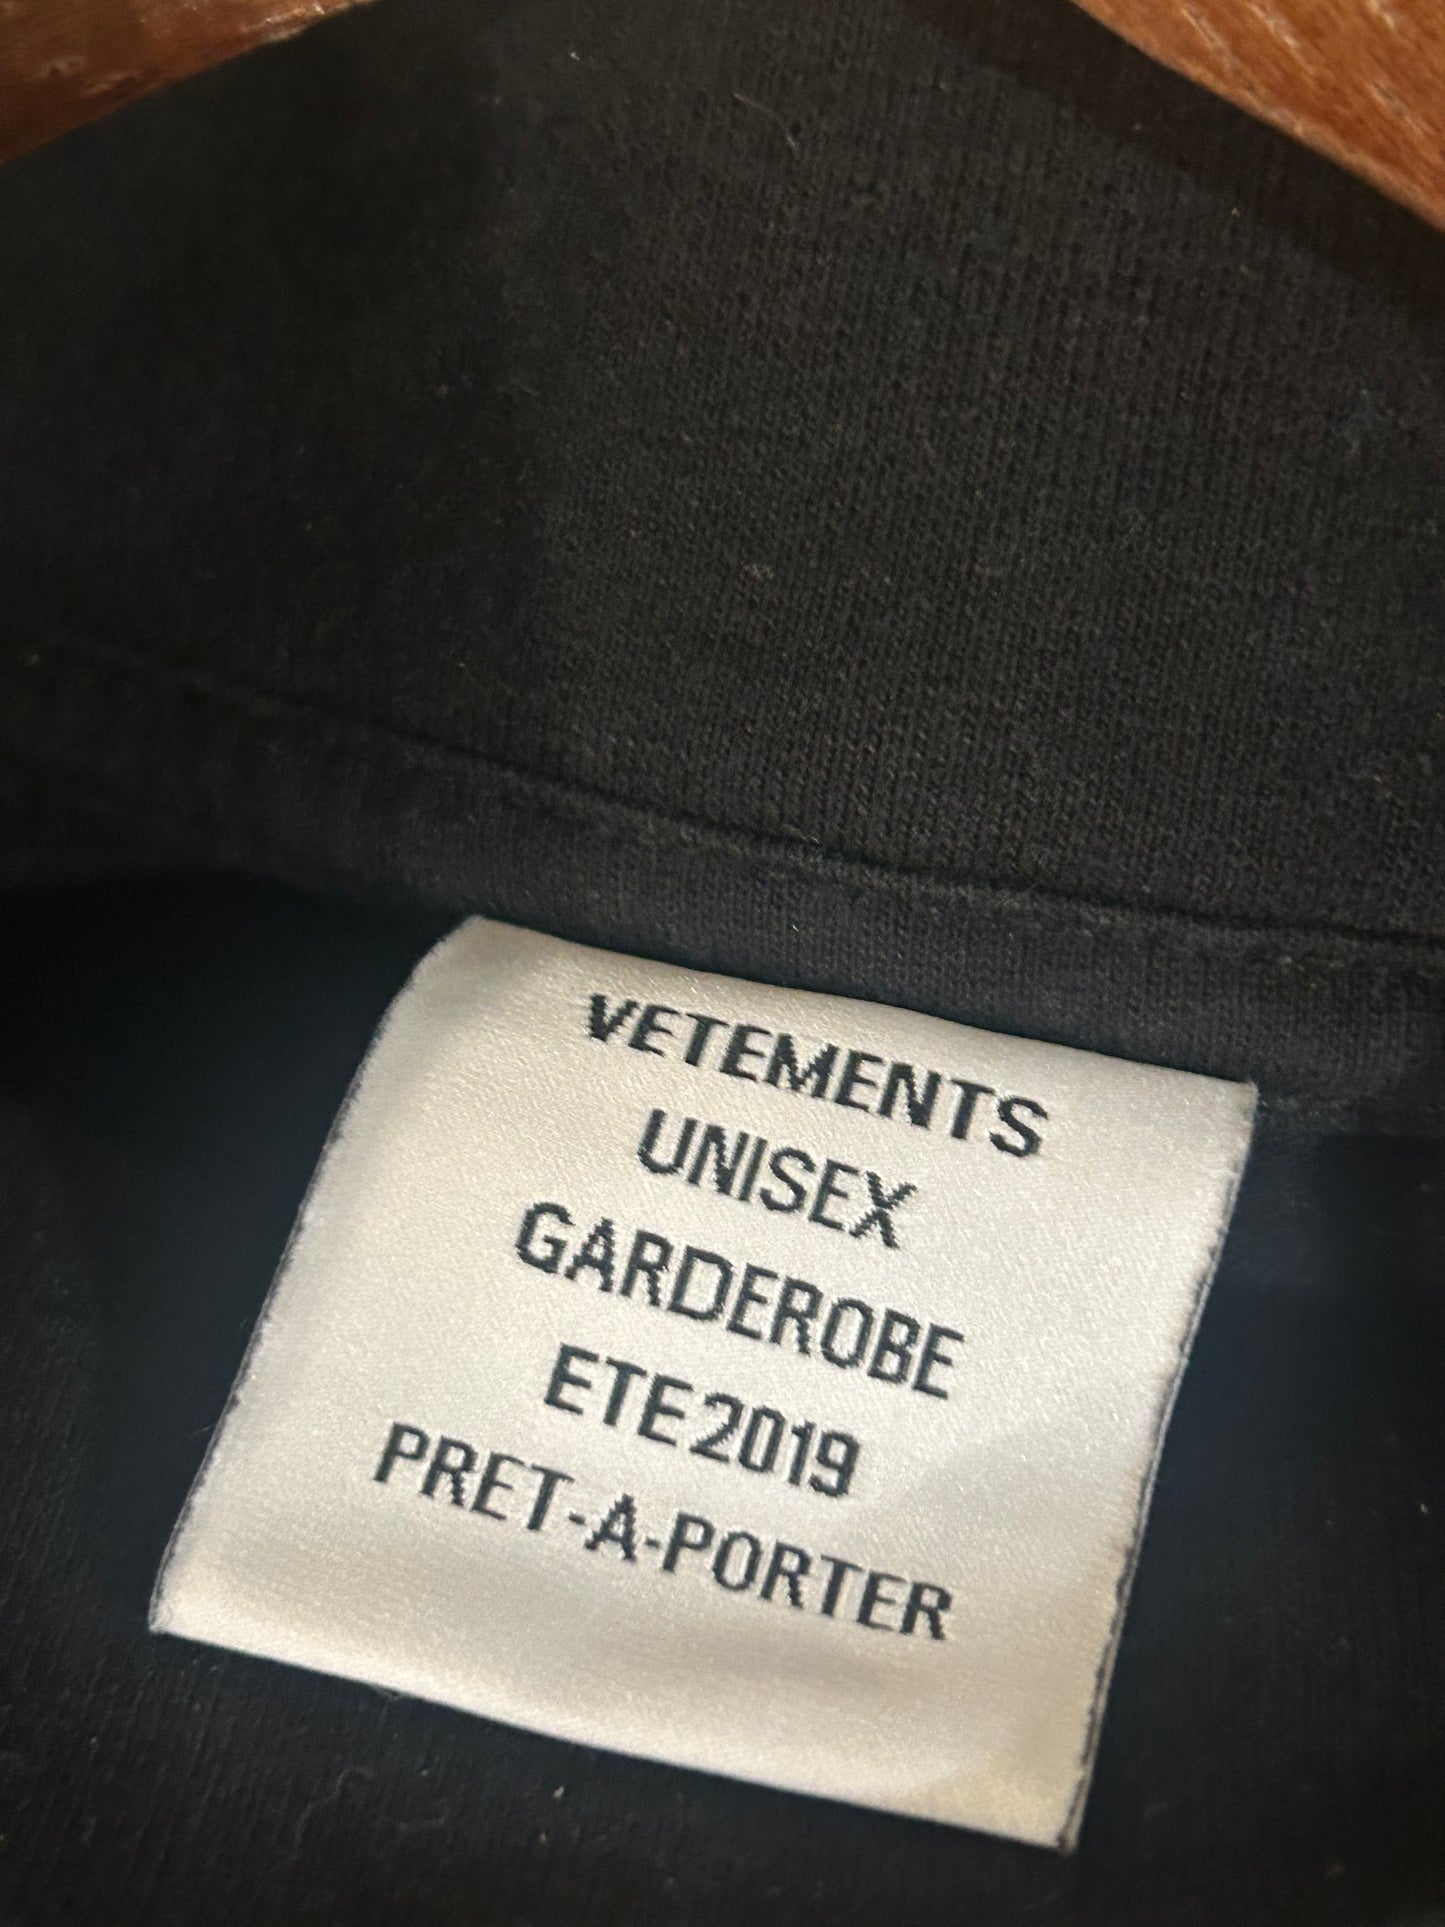 VETEMENTS
UNISEX
GARDEROBE
ETE2019
PRET-A-PORTER